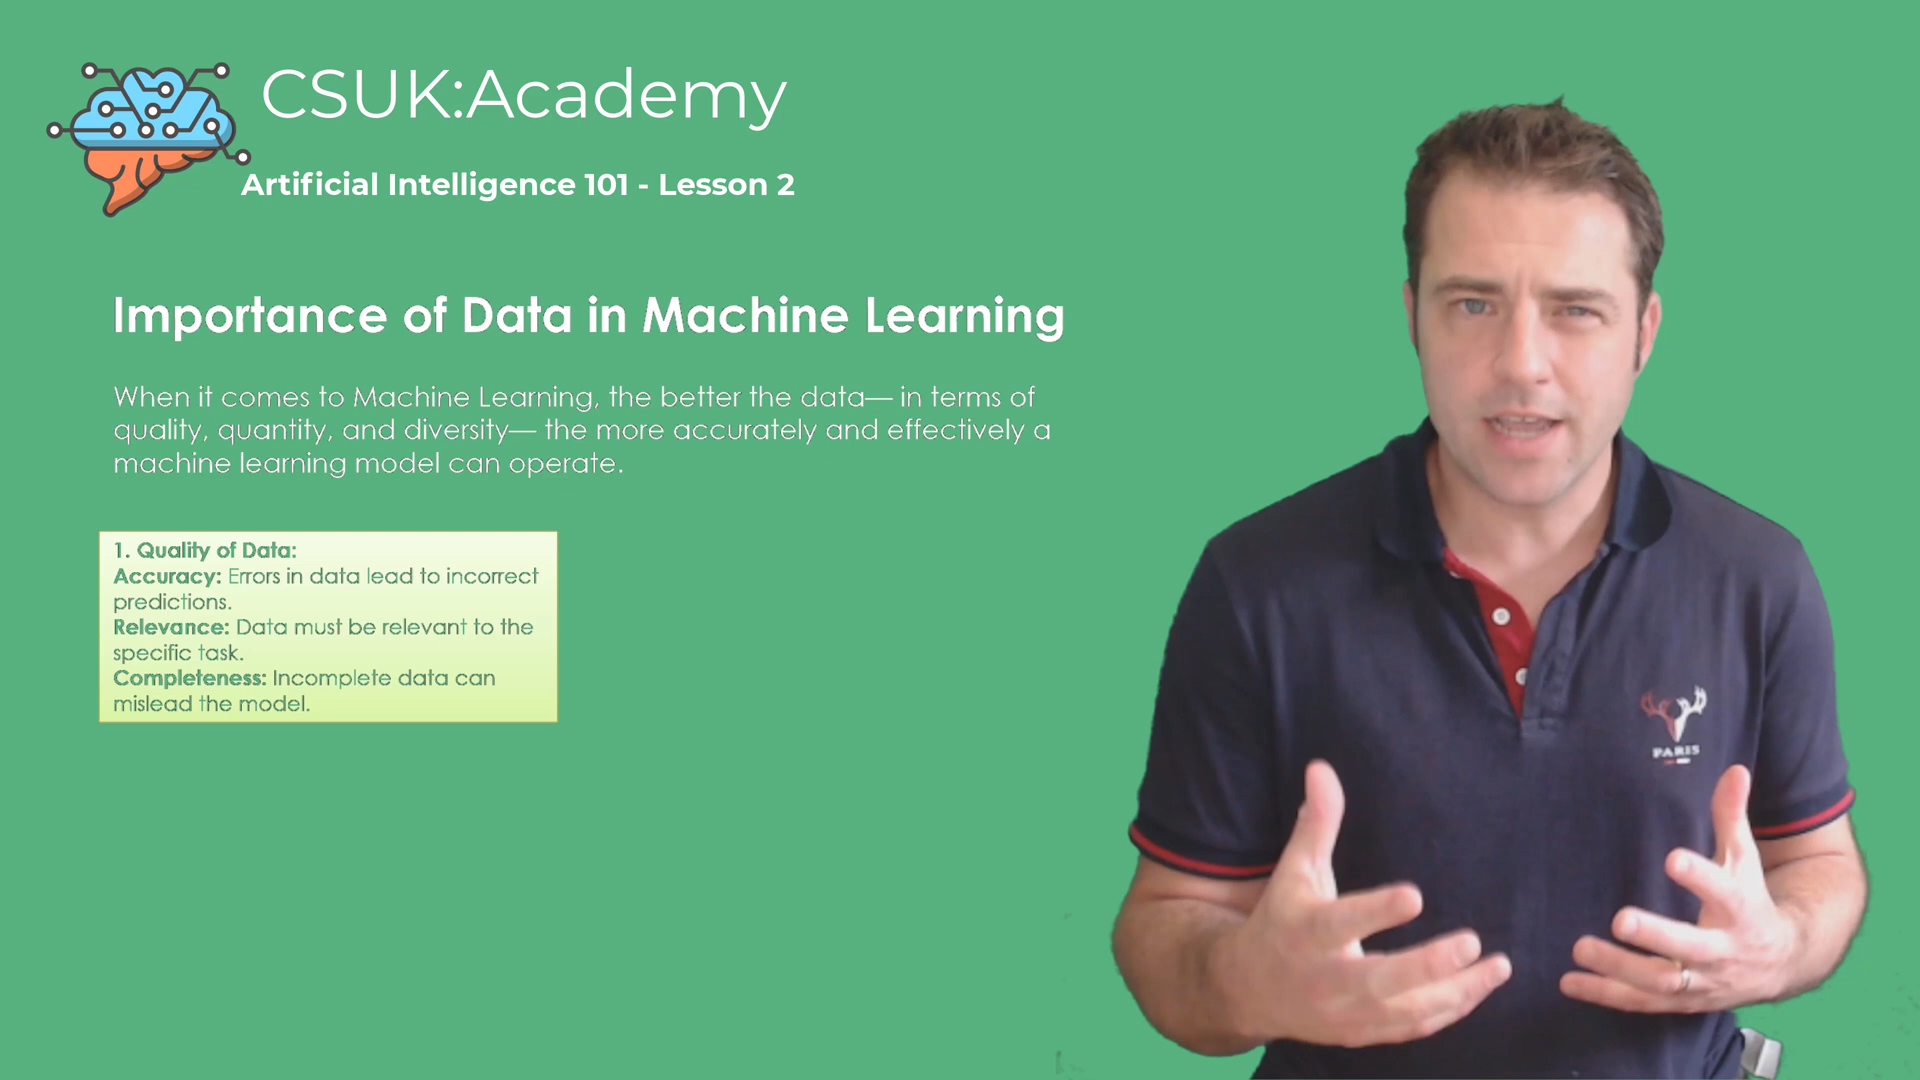 CSUK:Academy
Artificial Intelligence 101 - Lesson 2
Importance of Data in Machine Learning
When it comes to Machine Learning, the better the data— in terms of
quality, quantity, and diversity— the more accurately and effectively a
machine learning model can operate.
1. Quality of Data:
Accuracy: Errors in data lead to incorrect
predictions.
Relevance: Data must be relevant to the
specific task.
Completeness: Incomplete data can
mislead the model.
PARIS